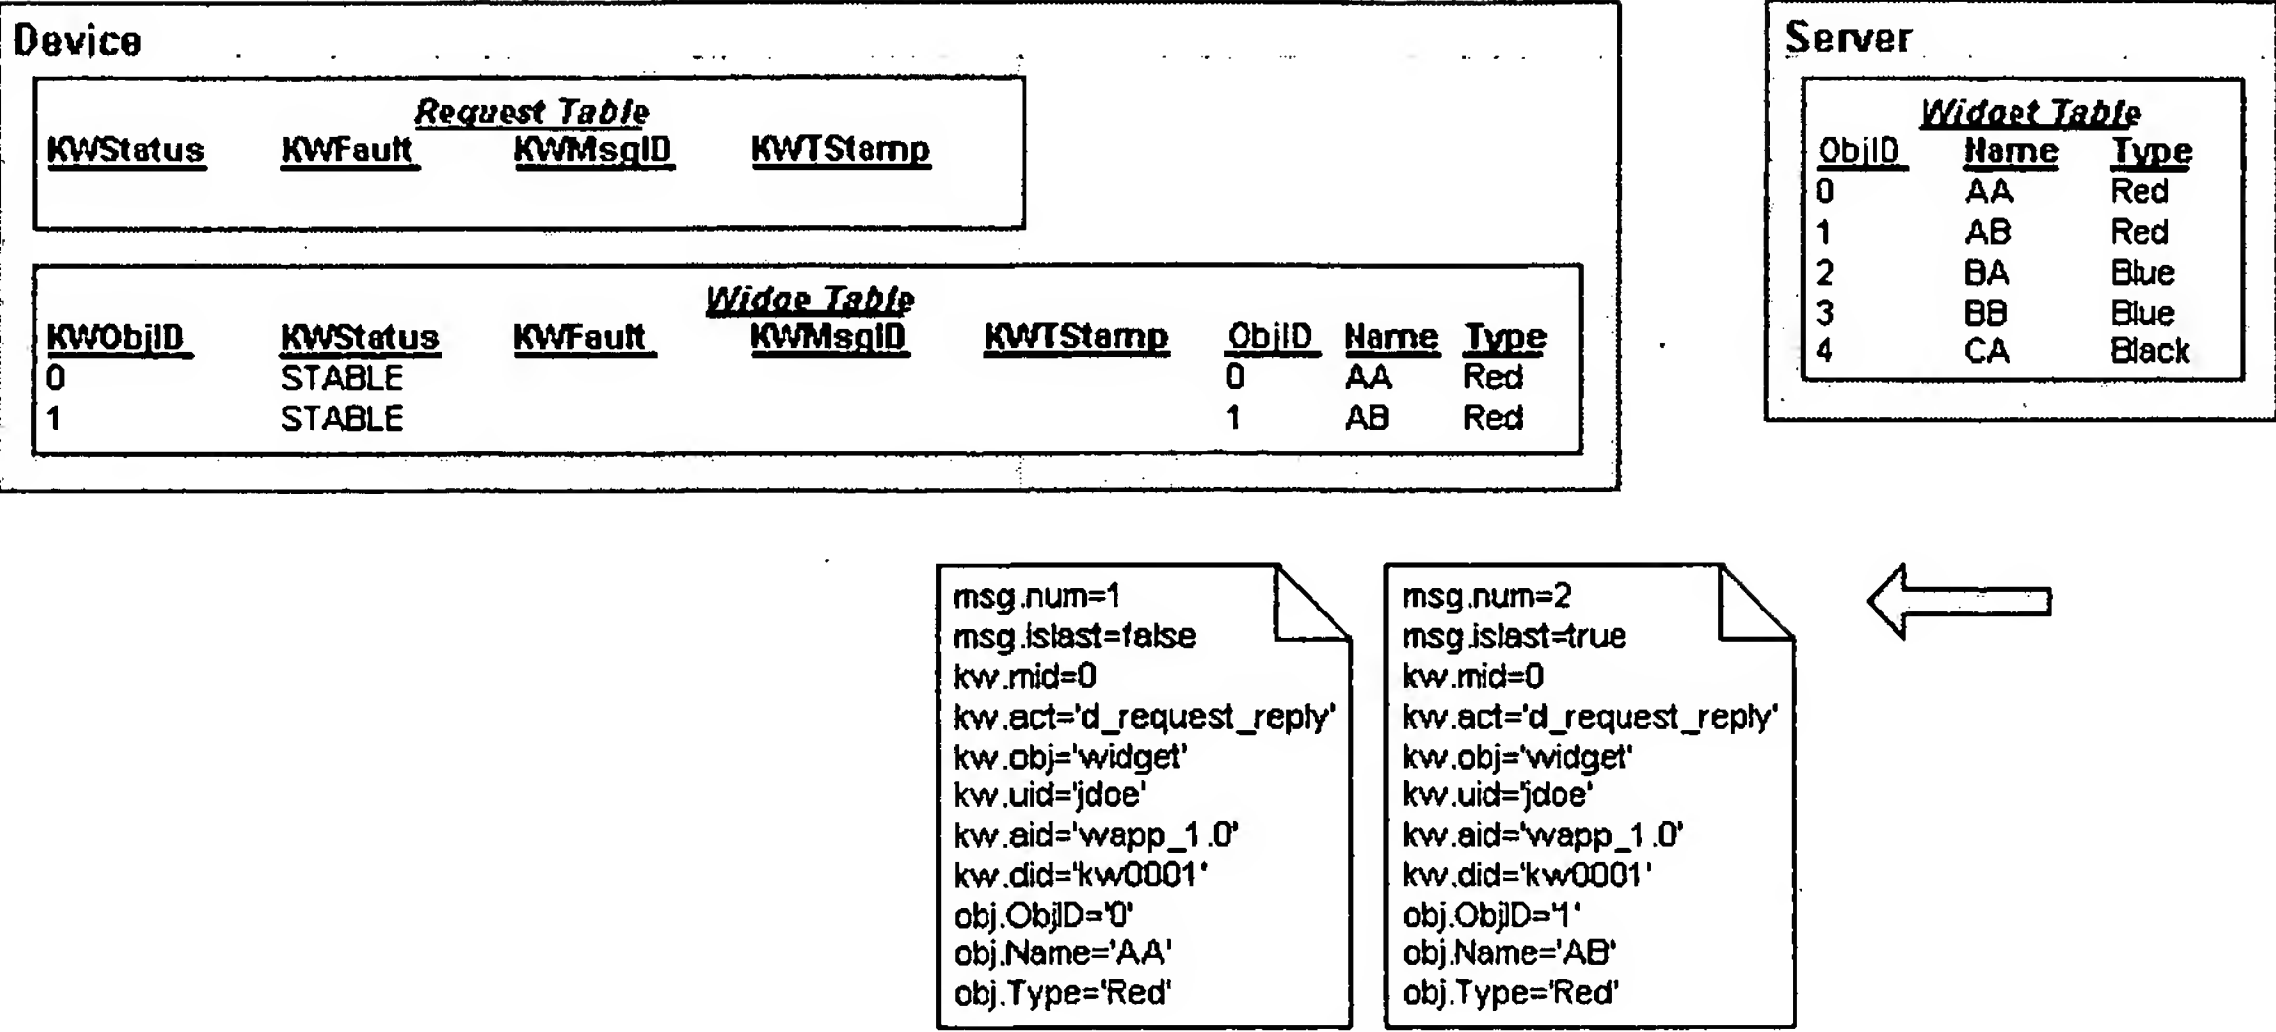 Device
Request Table
KWStatus KWFault KWMsgID KWTStamp
Widge Table
KWObjID KWStatus KWFault KWMsgID KWTStamp ObjID Name Type
0 STABLE 0 AA Red
1 STABLE 1 AB Red
Server
Widget Table
ObjID Name Type
0 AA Red
1 AB Red
2 BA Blue
3 BB Blue
4 CA Black
msg.num=1
msg.islast=false
kw.mid=0
kw.act='d_request_reply'
kw.obj='widget'
kw.uid='jdoe'
kw.aid='wapp_1.0'
kw.did='kw0001'
obj.ObjID='0'
obj.Name='AA'
obj.Type='Red'
msg.num=2
msg.islast=true
kw.mid=0
kw.act='d_request_reply'
kw.obj='widget'
kw.uid='jdoe'
kw.aid='wapp_1.0'
kw.did='kw0001'
obj.ObjID='1'
obj.Name='AB'
obj.Type='Red'